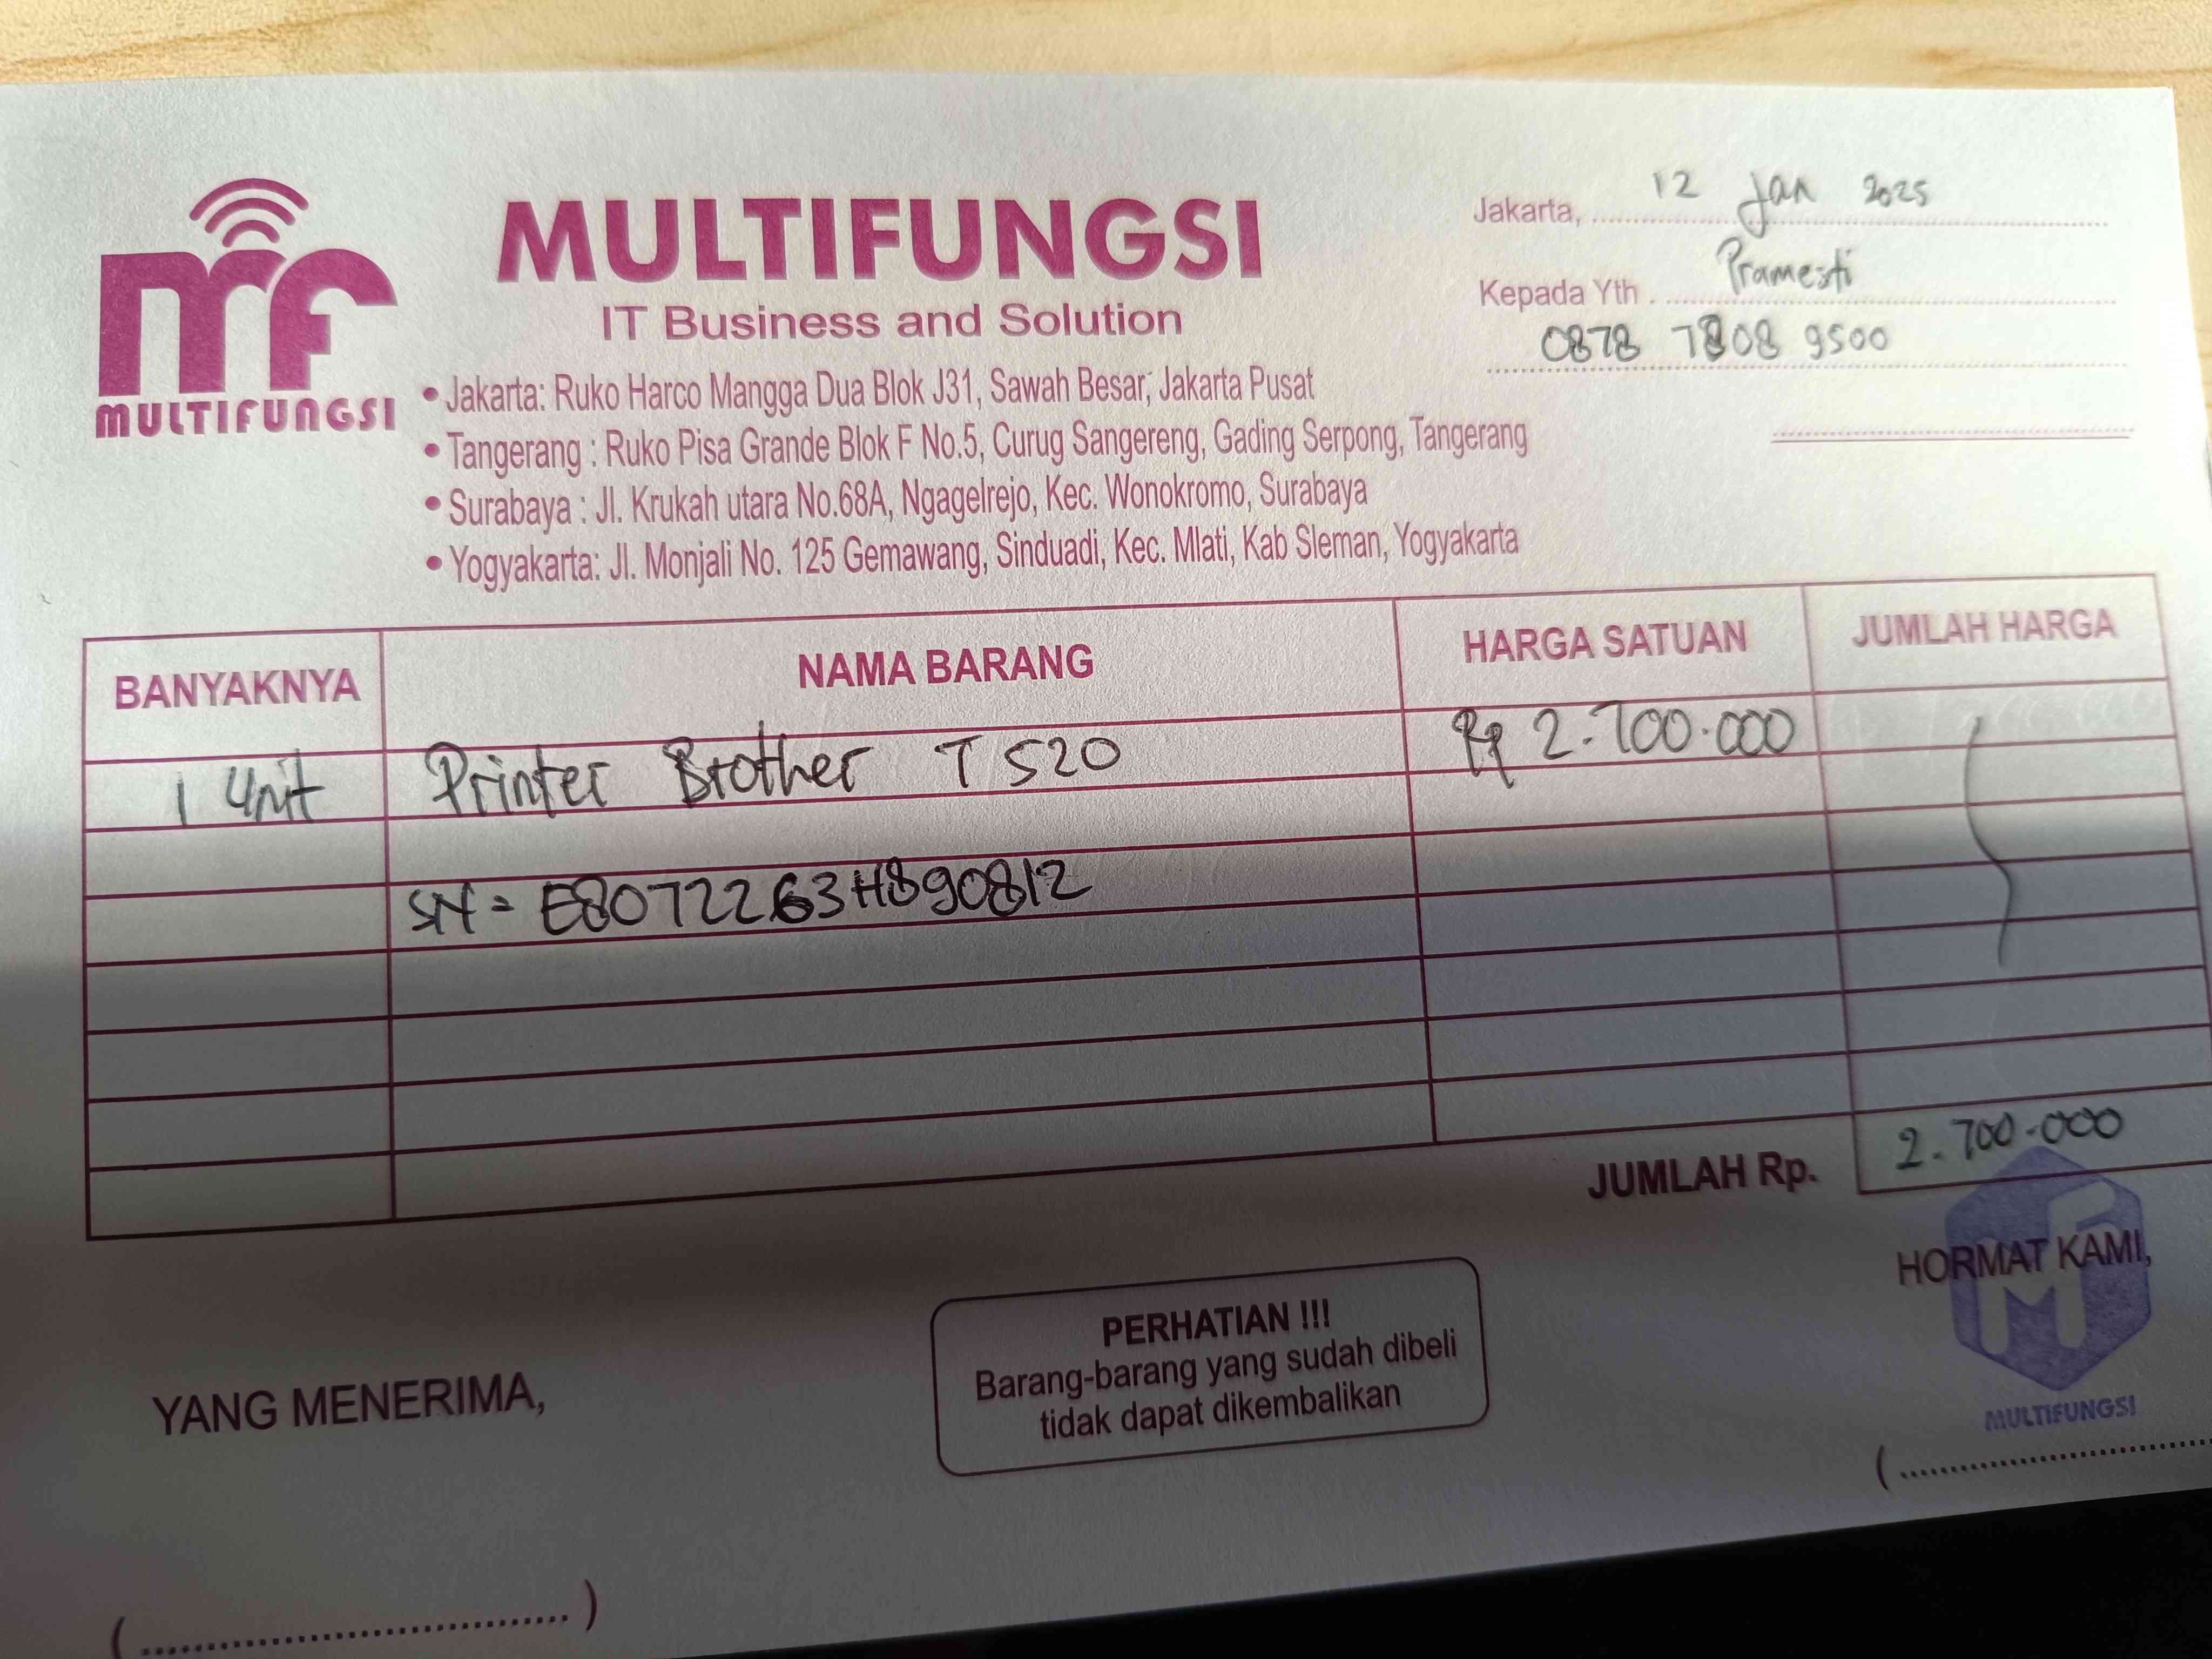 MULTIFUNGSI
MULTIFUNGSI
IT Business and Solution
• Jakarta: Ruko Harco Mangga Dua Blok J31, Sawah Besar, Jakarta Pusat
• Tangerang : Ruko Pisa Grande Blok F No.5, Curug Sangereng, Gading Serpong, Tangerang
• Surabaya : Jl. Krukah utara No.68A, Ngagelrejo, Kec. Wonokromo, Surabaya
• Yogyakarta: Jl. Monjali No. 125 Gemawang, Sinduadi, Kec. Mlati, Kab Sleman, Yogyakarta
Jakarta, 12 Jan 2025
Kepada Yth. Pramesti
0878 7808 9500
BANYAKNYA NAMA BARANG HARGA SATUAN JUMLAH HARGA
1 Unit Printer Brother T 520 Rp 2.700.000
SN = E80722263H890812
JUMLAH Rp. 2.700.000
HORMAT KAMI,
MULTIFUNGSI
PERHATIAN !!!
Barang-barang yang sudah dibeli
tidak dapat dikembalikan
YANG MENERIMA,